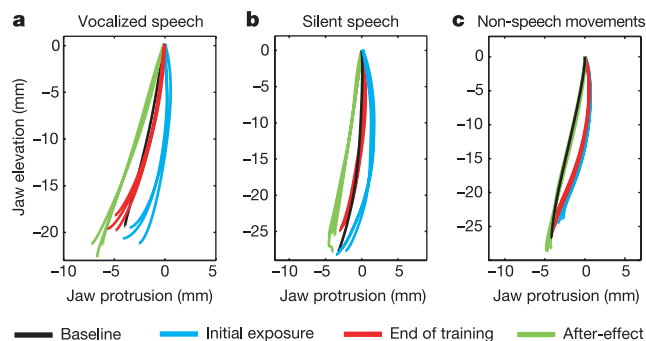 a Vocalized speech
b Silent speech
c Non-speech movements
Jaw elevation (mm)
0
−5
−10
−15
−20
−10 −5 0 5
Jaw protrusion (mm)
0
−5
−10
−15
−20
−25
−10 −5 0 5
Jaw protrusion (mm)
0
−5
−10
−15
−20
−25
−10 −5 0 5
Jaw protrusion (mm)
Baseline Initial exposure End of training After-effect